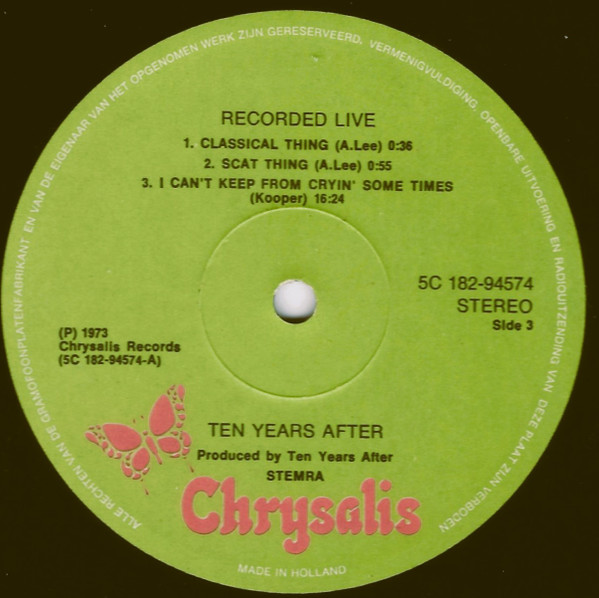 ALLE RECHTEN VAN DE GRAMOFOONPLATENFABRIKANT EN VAN DE EIGENAAR VAN HET OPGENOMEN WERK ZIJN GERESERVEERD, VERMENIGVULDIGING, OPENBARE UITVOERING EN RADIOUITZENDING VAN DEZE PLAAT ZIJN VERBODEN
RECORDED LIVE
1. CLASSICAL THING (A.Lee) 0:36
2. SCAT THING (A.Lee) 0:55
3. I CAN'T KEEP FROM CRYIN' SOME TIMES
(Kooper) 16:24
5C 182-94574
STEREO
Side 3
(P) 1973
Chrysalis Records
(5C 182-94574-A)
TEN YEARS AFTER
Produced by Ten Years After
STEMRA
Chrysalis
MADE IN HOLLAND